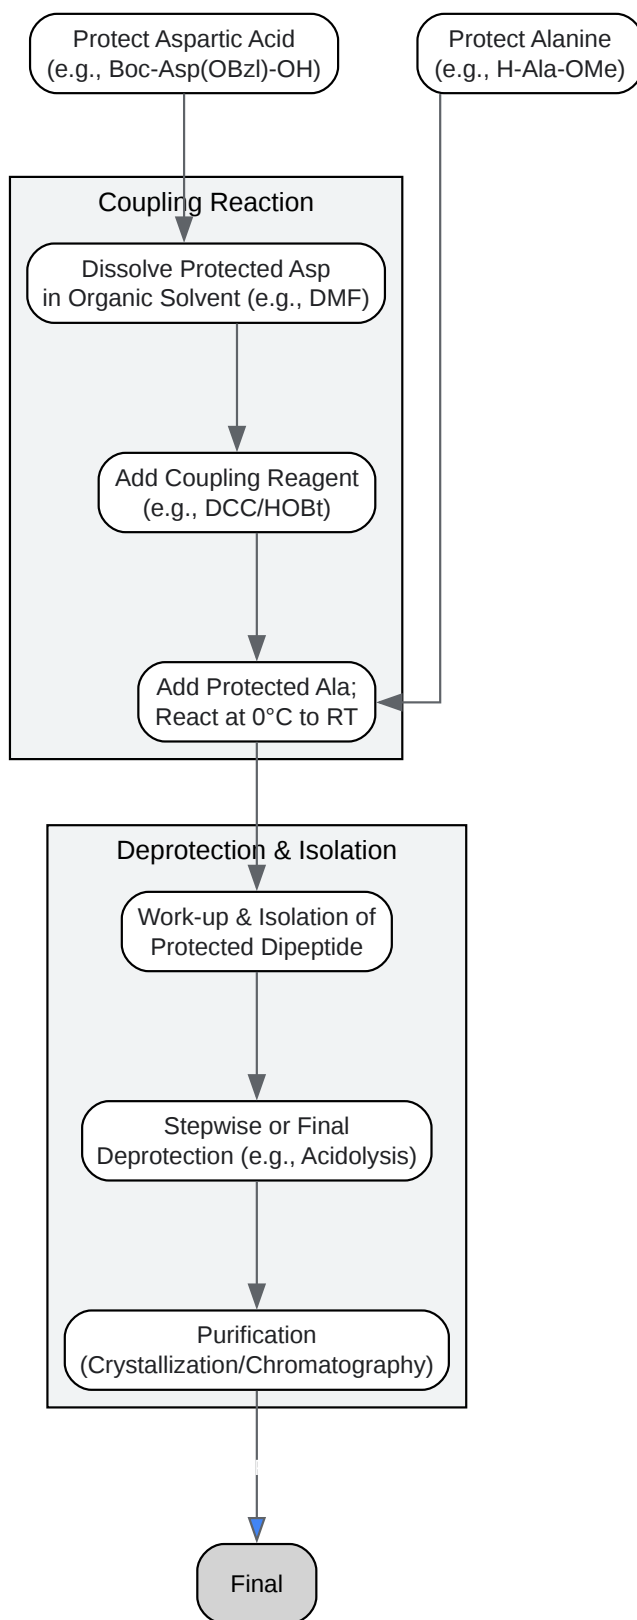 Protect Aspartic Acid
(e.g., Boc-Asp(OBzl)-OH)
Protect Alanine
(e.g., H-Ala-OMe)
Coupling Reaction
Dissolve Protected Asp
in Organic Solvent (e.g., DMF)
Add Coupling Reagent
(e.g., DCC/HOBt)
Add Protected Ala;
React at 0°C to RT
Deprotection & Isolation
Work-up & Isolation of
Protected Dipeptide
Stepwise or Final
Deprotection (e.g., Acidolysis)
Purification
(Crystallization/Chromatography)
Final